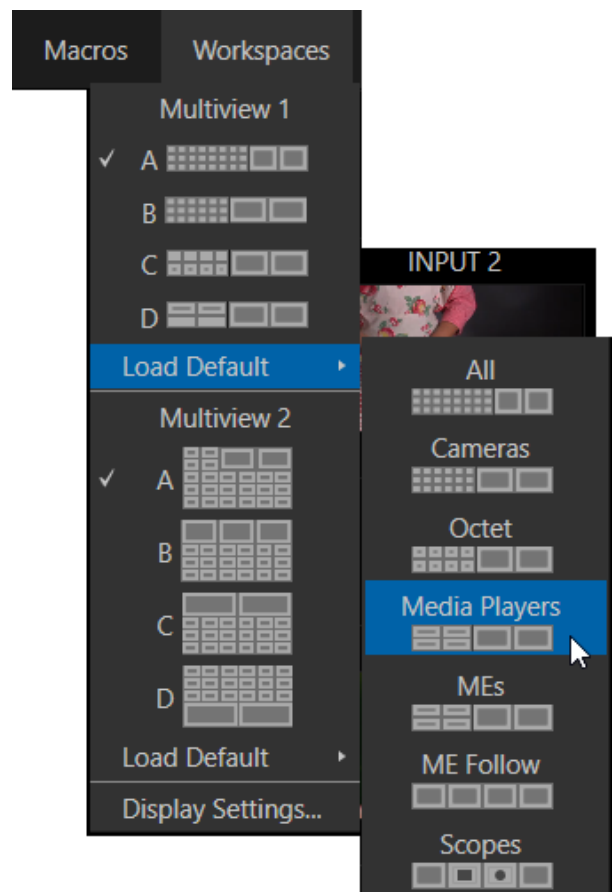 Macros Workspaces
Multiview 1
A
B
C
D
Load Default
Multiview 2
A
B
C
D
Load Default
Display Settings...
INPUT 2
All
Cameras
Octet
Media Players
MEs
ME Follow
Scopes